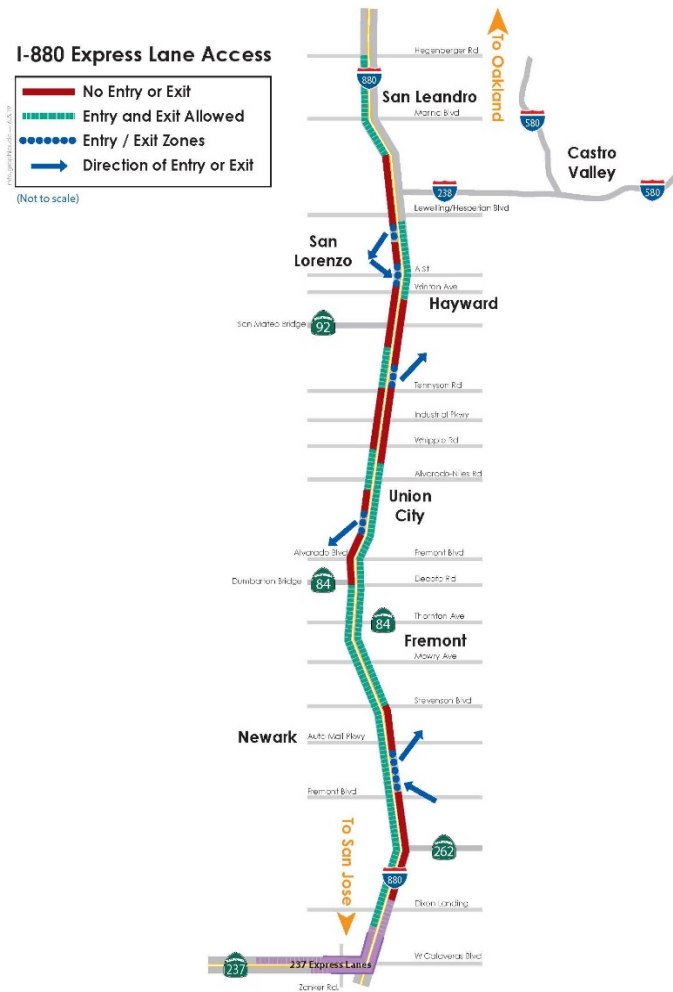 I-880 Express Lane Access
No Entry or Exit
Entry and Exit Allowed
Entry / Exit Zones
Direction of Entry or Exit
(Not to scale)
To Oakland
Hegenberger Rd
880
San Leandro
Marina Blvd
580
Castro
Valley
238
580
Lewelling/Hesperian Blvd
San
Lorenzo
A St
Winton Ave
Hayward
San Mateo Bridge
92
Tennyson Rd
Industrial Pkwy
Whipple Rd
Alvarado-Niles Rd
Union
City
Alvarado Blvd
Fremont Blvd
Dumbarton Bridge
84
Decoto Rd
Thornton Ave
84
Fremont
Mowry Ave
Stevenson Blvd
Newark
Auto Mall Pkwy
Fremont Blvd
To San Jose
262
880
Dixon Landing
237
237 Express Lanes
W Calaveras Blvd
Zanker Rd.